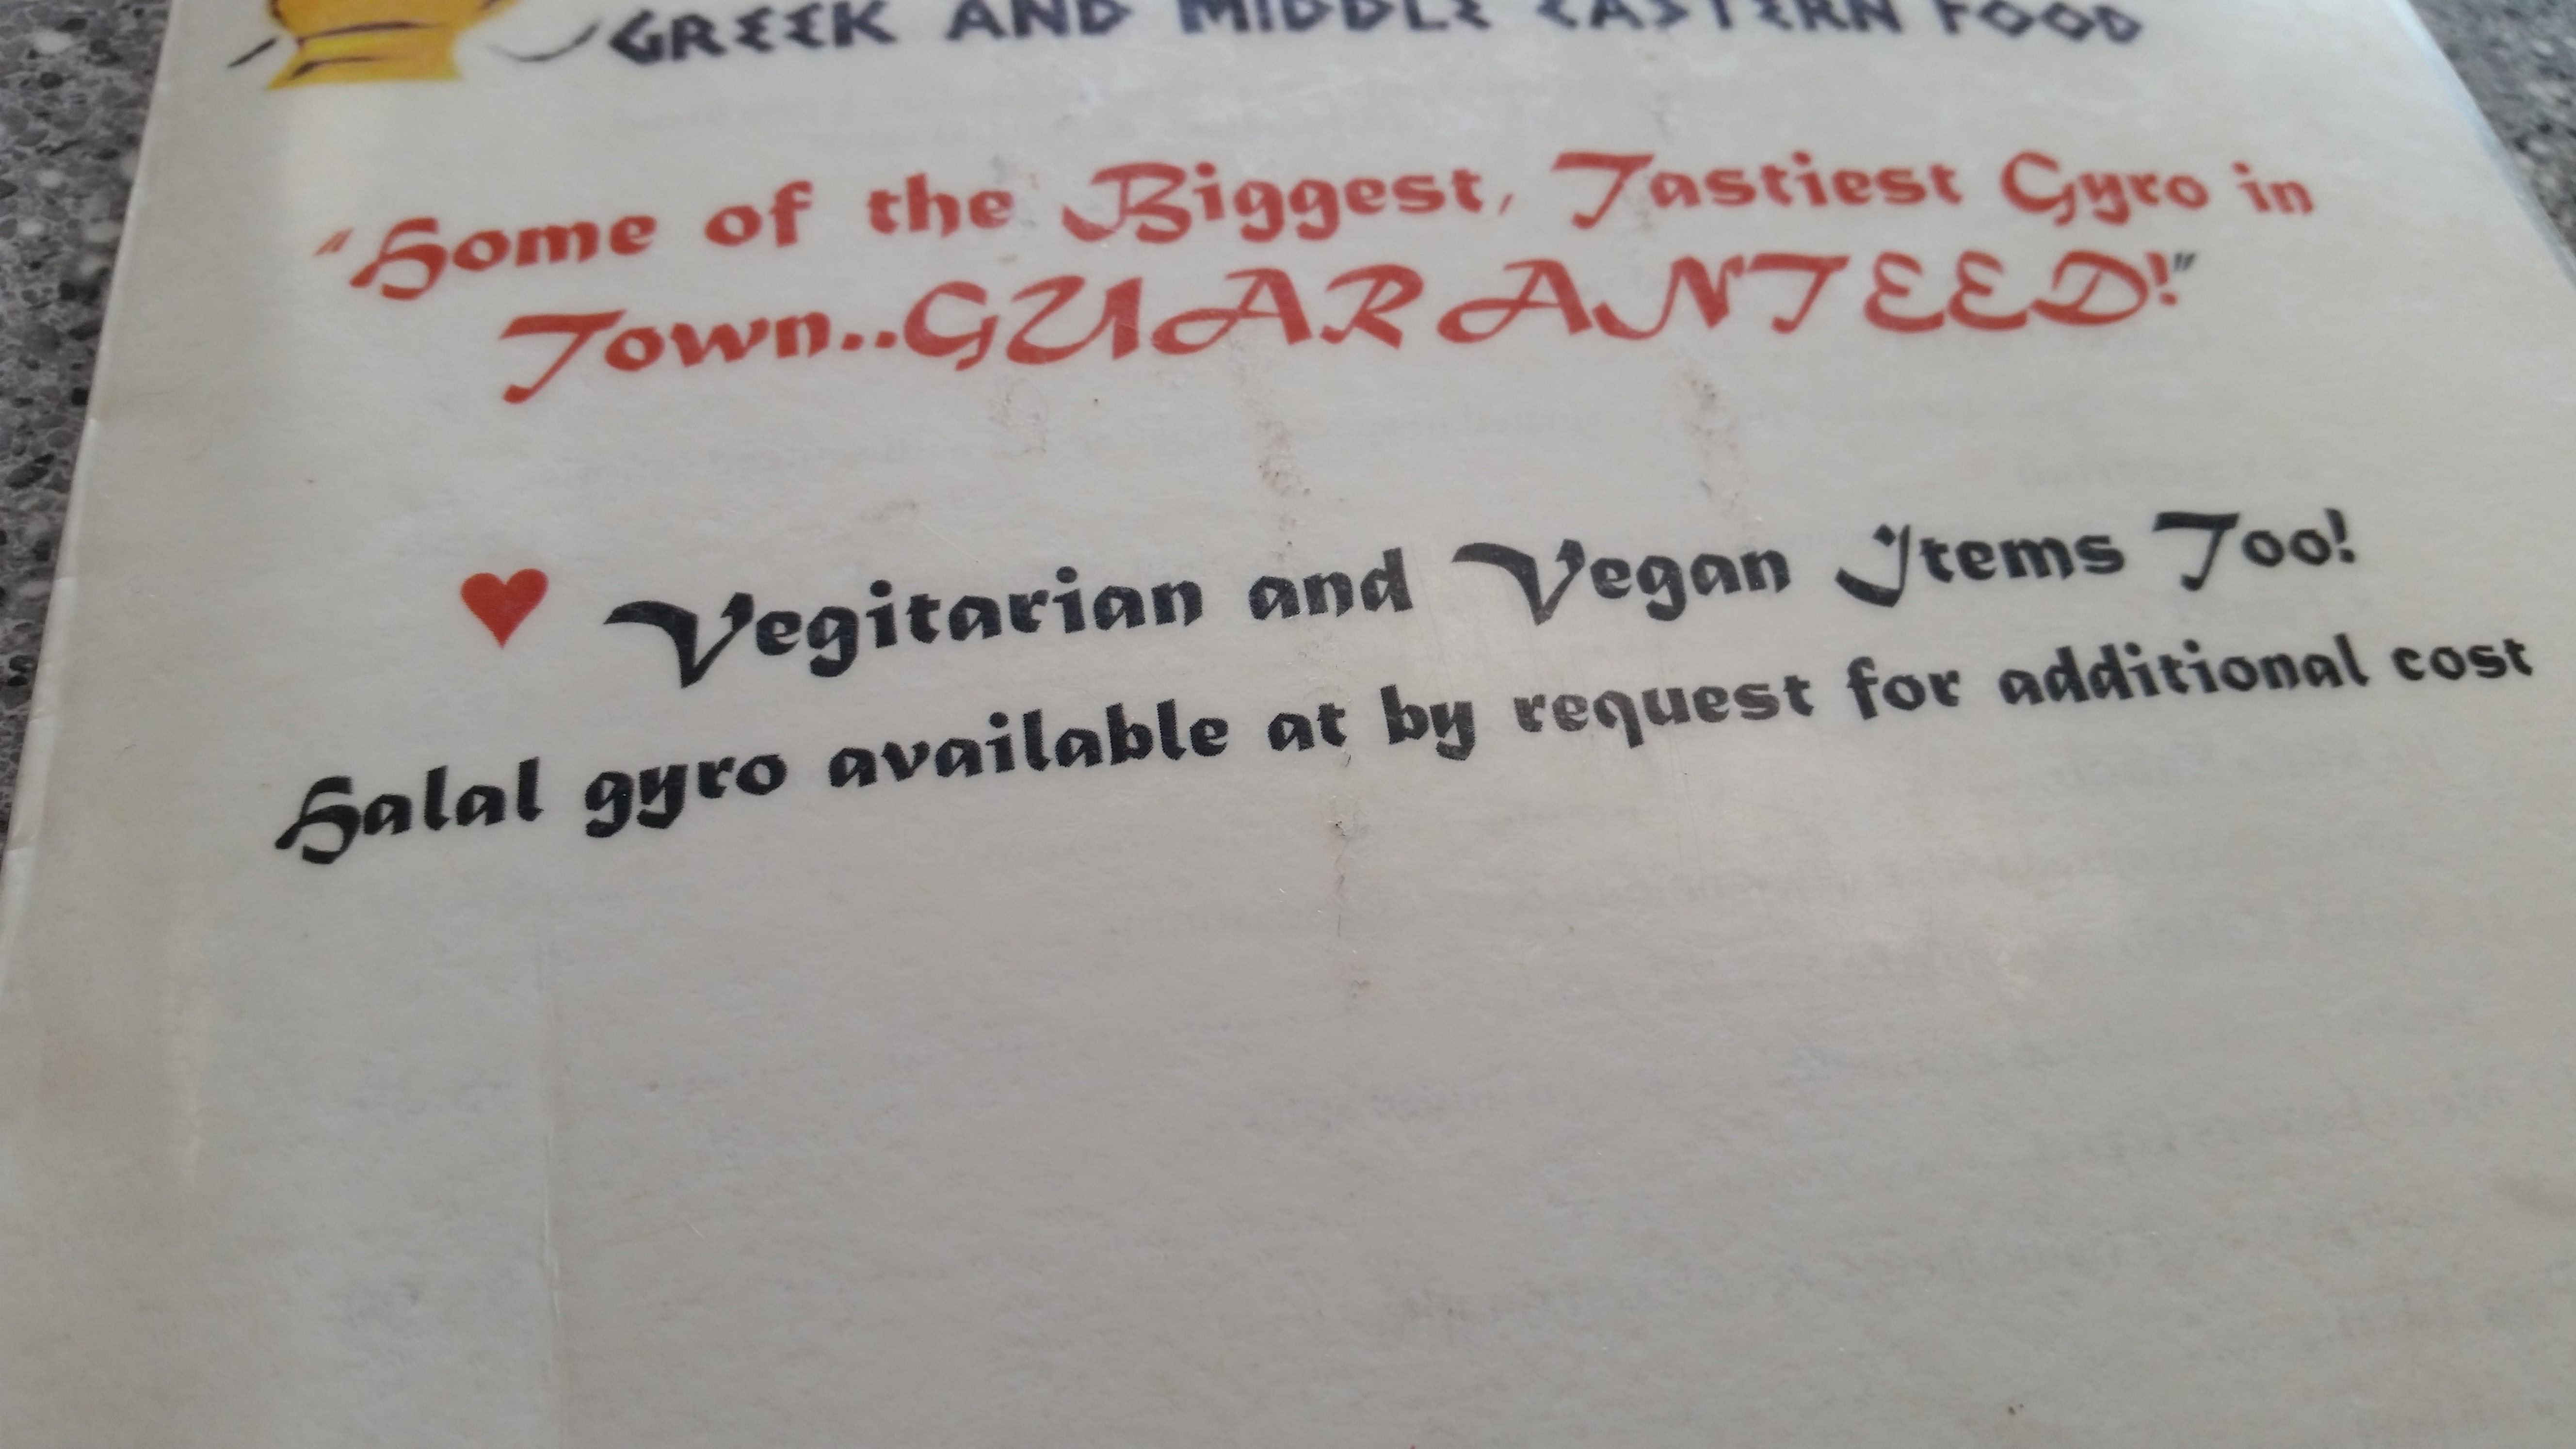 GREEK AND MIDDLE EASTERN FOOD
"Home of the Biggest, Tastiest Gyro in
Town..GUARANTEED!"
♥ Vegitarian and Vegan Items Too!
Halal gyro available at by request for additional cost